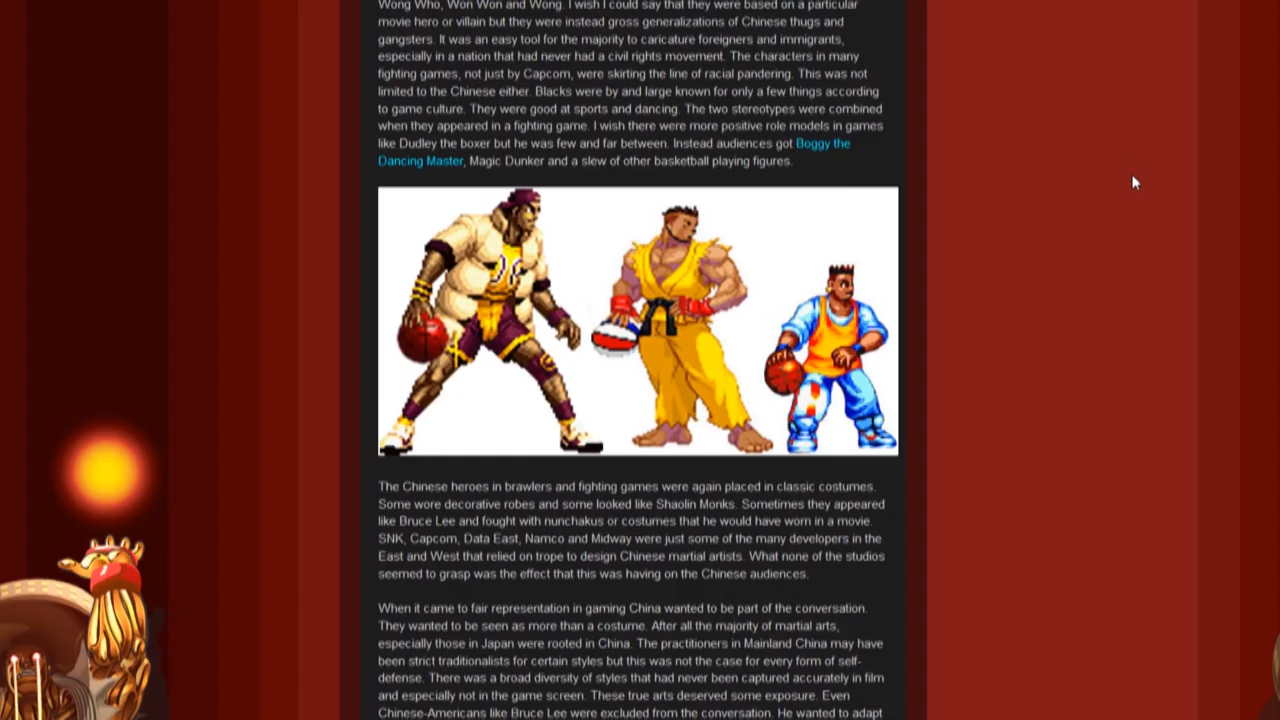 Wong Who, Won Won and Wong. I wish I could say that they were based on a particular
movie hero or villain but they were instead gross generalizations of Chinese thugs and
gangsters. It was an easy tool for the majority to caricature foreigners and immigrants,
especially in a nation that had never had a civil rights movement. The characters in many
fighting games, not just by Capcom, were skirting the line of racial pandering. This was not
limited to the Chinese either. Blacks were by and large known for only a few things according
to game culture. They were good at sports and dancing. The two stereotypes were combined
when they appeared in a fighting game. I wish there were more positive role models in games
like Dudley the boxer but he was few and far between. Instead audiences got Boggy the
Dancing Master, Magic Dunker and a slew of other basketball playing figures.
The Chinese heroes in brawlers and fighting games were again placed in classic costumes.
Some wore decorative robes and some looked like Shaolin Monks. Sometimes they appeared
like Bruce Lee and fought with nunchakus or costumes that he would have worn in a movie.
SNK, Capcom, Data East, Namco and Midway were just some of the many developers in the
East and West that relied on trope to design Chinese martial artists. What none of the studios
seemed to grasp was the effect that this was having on the Chinese audiences.
When it came to fair representation in gaming China wanted to be part of the conversation.
They wanted to be seen as more than a costume. After all the majority of martial arts,
especially those in Japan were rooted in China. The practitioners in Mainland China may have
been strict traditionalists for certain styles but this was not the case for every form of self-
defense. There was a broad diversity of styles that had never been captured accurately in film
and especially not in the game screen. These true arts deserved some exposure. Even
Chinese-Americans like Bruce Lee were excluded from the conversation. He wanted to adapt